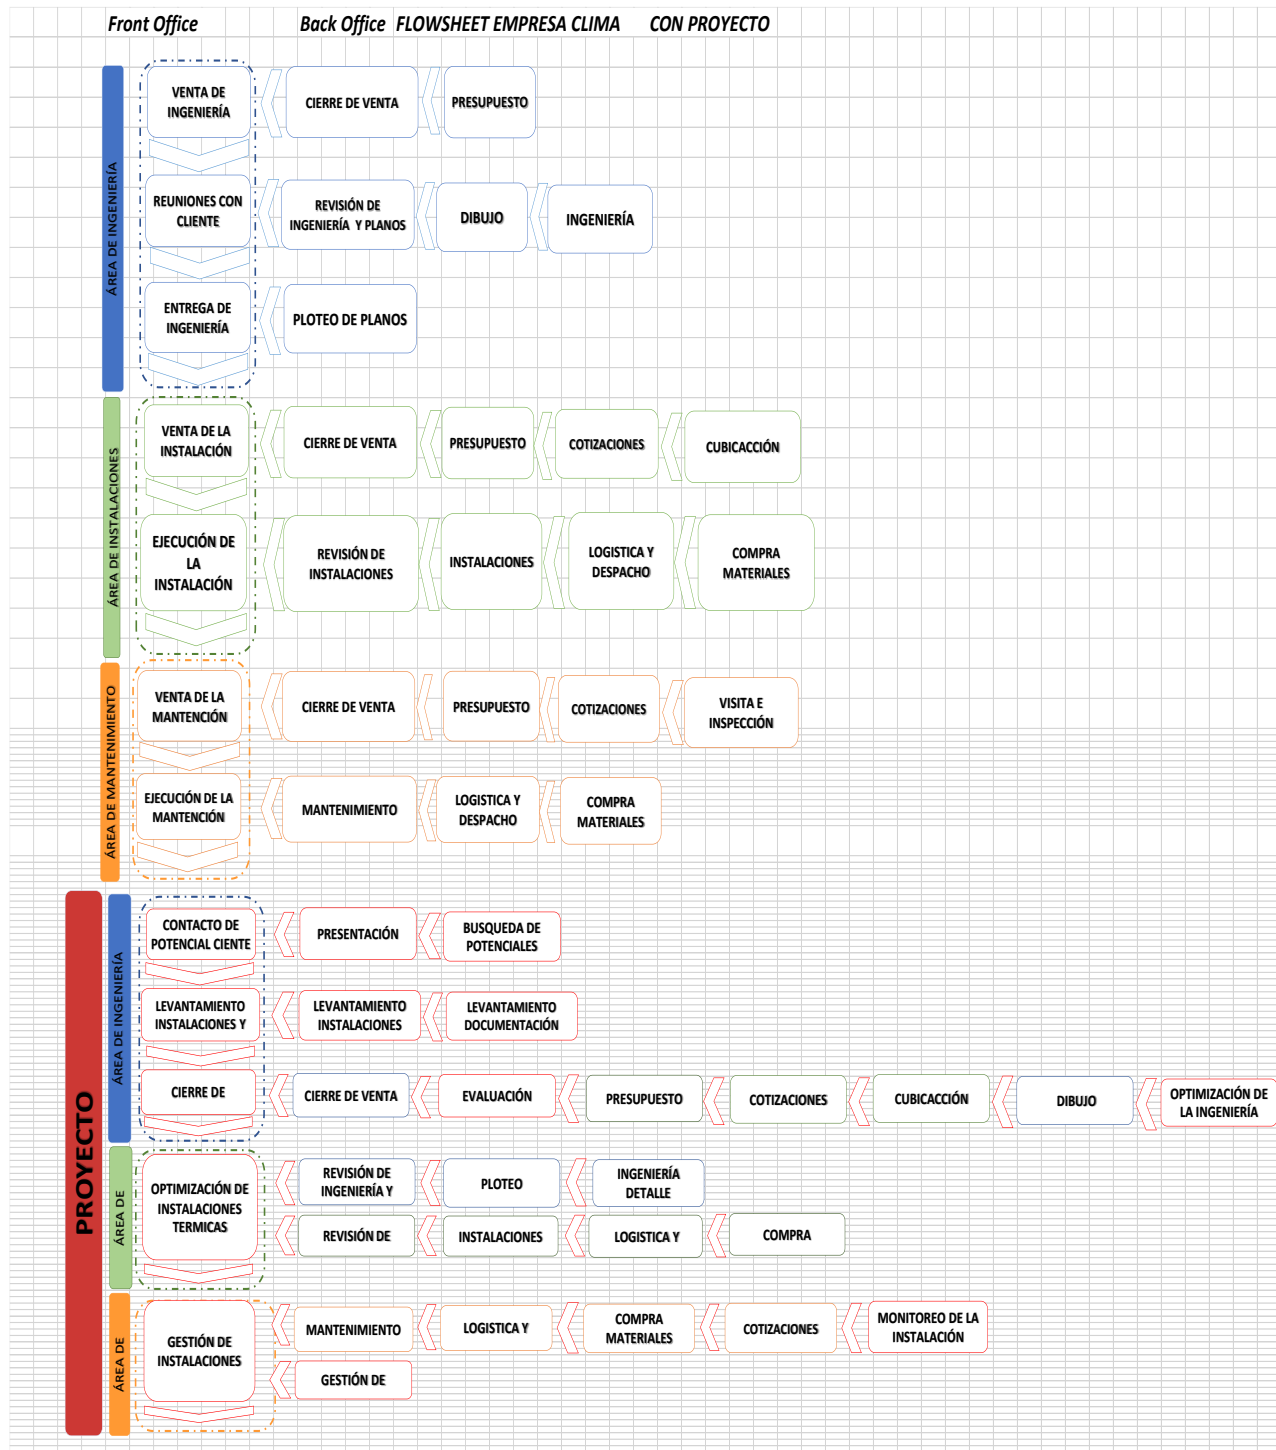 Front Office Back Office FLOWSHEET EMPRESA CLIMA CON PROYECTO
ÁREA DE INGENIERÍA
VENTA DE
INGENIERÍA
CIERRE DE VENTA
PRESUPUESTO
REUNIONES CON
CLIENTE
REVISIÓN DE
INGENIERÍA Y PLANOS
DIBUJO
INGENIERÍA
ENTREGA DE
INGENIERÍA
PLOTEO DE PLANOS
ÁREA DE INSTALACIONES
VENTA DE LA
INSTALACIÓN
CIERRE DE VENTA
PRESUPUESTO
COTIZACIONES
CUBICACCIÓN
EJECUCIÓN DE
LA
INSTALACIÓN
REVISIÓN DE
INSTALACIONES
INSTALACIONES
LOGISTICA Y
DESPACHO
COMPRA
MATERIALES
ÁREA DE MANTENIMIENTO
VENTA DE LA
MANTENCIÓN
CIERRE DE VENTA
PRESUPUESTO
COTIZACIONES
VISITA E
INSPECCIÓN
EJECUCIÓN DE LA
MANTENCIÓN
MANTENIMIENTO
LOGISTICA Y
DESPACHO
COMPRA
MATERIALES
PROYECTO
ÁREA DE INGENIERÍA
CONTACTO DE
POTENCIAL CIENTE
PRESENTACIÓN
BUSQUEDA DE
POTENCIALES
LEVANTAMIENTO
INSTALACIONES Y
LEVANTAMIENTO
INSTALACIONES
LEVANTAMIENTO
DOCUMENTACIÓN
CIERRE DE
CIERRE DE VENTA
EVALUACIÓN
PRESUPUESTO
COTIZACIONES
CUBICACCIÓN
DIBUJO
OPTIMIZACIÓN DE
LA INGENIERÍA
ÁREA DE
OPTIMIZACIÓN DE
INSTALACIONES
TERMICAS
REVISIÓN DE
INGENIERÍA Y
PLOTEO
INGENIERÍA
DETALLE
REVISIÓN DE
INSTALACIONES
LOGISTICA Y
COMPRA
ÁREA DE
GESTIÓN DE
INSTALACIONES
MANTENIMIENTO
LOGISTICA Y
COMPRA
MATERIALES
COTIZACIONES
MONITOREO DE LA
INSTALACIÓN
GESTIÓN DE